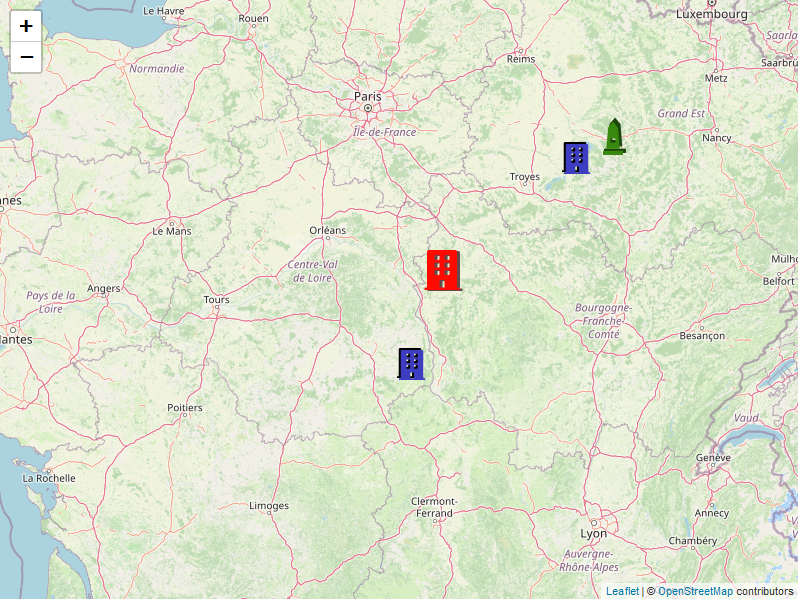 +
−
Le Havre
Rouen
Luxembourg
Saarla
Reims
Saarbru
Normandie
Metz
Paris
Grand Est
Île-de-France
Nancy
Troyes
nnes
Le Mans
Orléans
Centre-Val
de Loire
Mulho
Belfort
Pays de la
Loire
Angers
Tours
Bourgogne-
Franche-
Comté
Besançon
lantes
Poitiers
Vaud
Genève
La Rochelle
Limoges
Clermont-
Ferrand
Annecy
Lyon
Chambéry
Auvergne-
Rhône-Alpes
Leaflet | © OpenStreetMap contributors